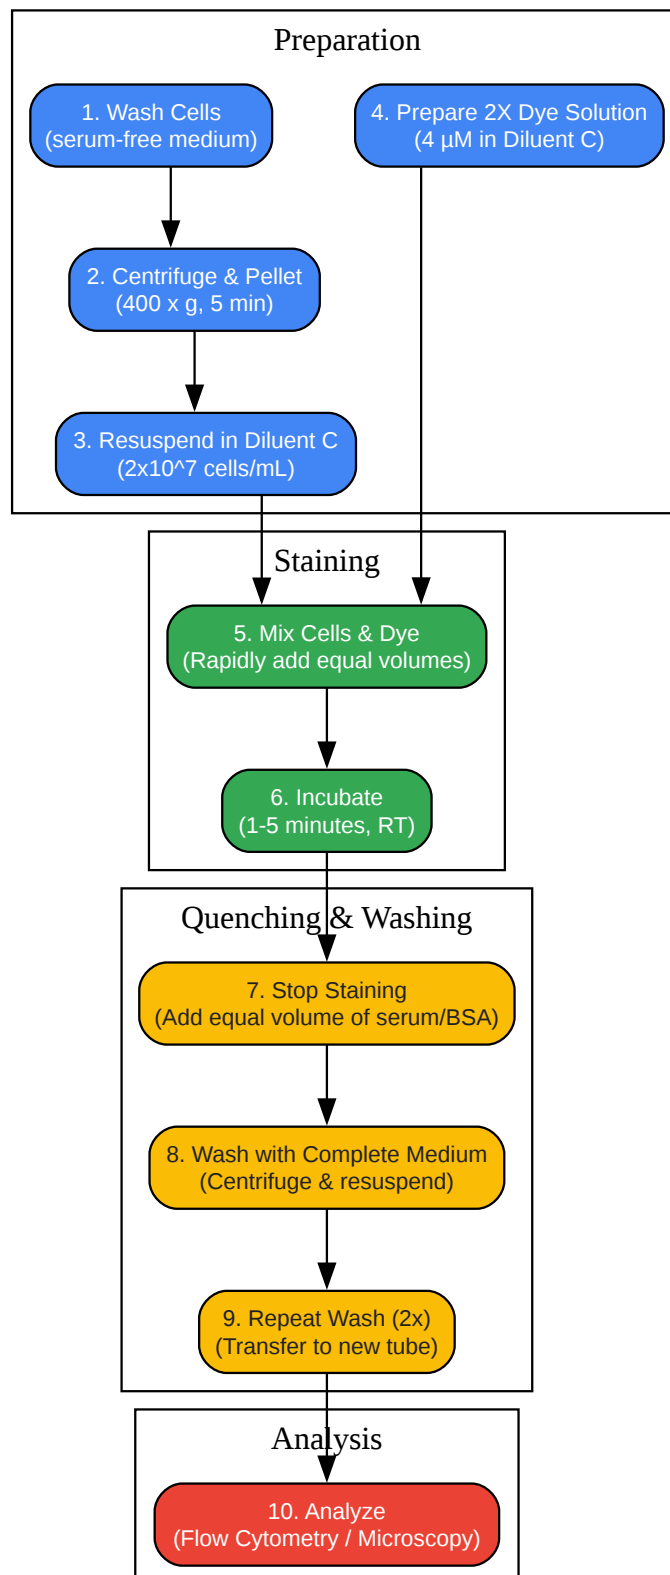 Preparation
1. Wash Cells
(serum-free medium)
4. Prepare 2X Dye Solution
(4 µM in Diluent C)
2. Centrifuge & Pellet
(400 x g, 5 min)
3. Resuspend in Diluent C
(2x10^7 cells/mL)
Staining
5. Mix Cells & Dye
(Rapidly add equal volumes)
6. Incubate
(1-5 minutes, RT)
Quenching & Washing
7. Stop Staining
(Add equal volume of serum/BSA)
8. Wash with Complete Medium
(Centrifuge & resuspend)
9. Repeat Wash (2x)
(Transfer to new tube)
Analysis
10. Analyze
(Flow Cytometry / Microscopy)